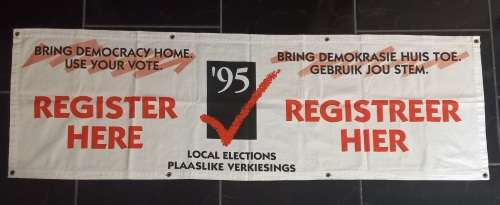 BRING DEMOCRACY HOME.
USE YOUR VOTE.
REGISTER
HERE
'95
LOCAL ELECTIONS
PLAASLIKE VERKIESINGS
BRING DEMOKRASIE HUIS TOE.
GEBRUIK JOU STEM.
REGISTREER
HIER